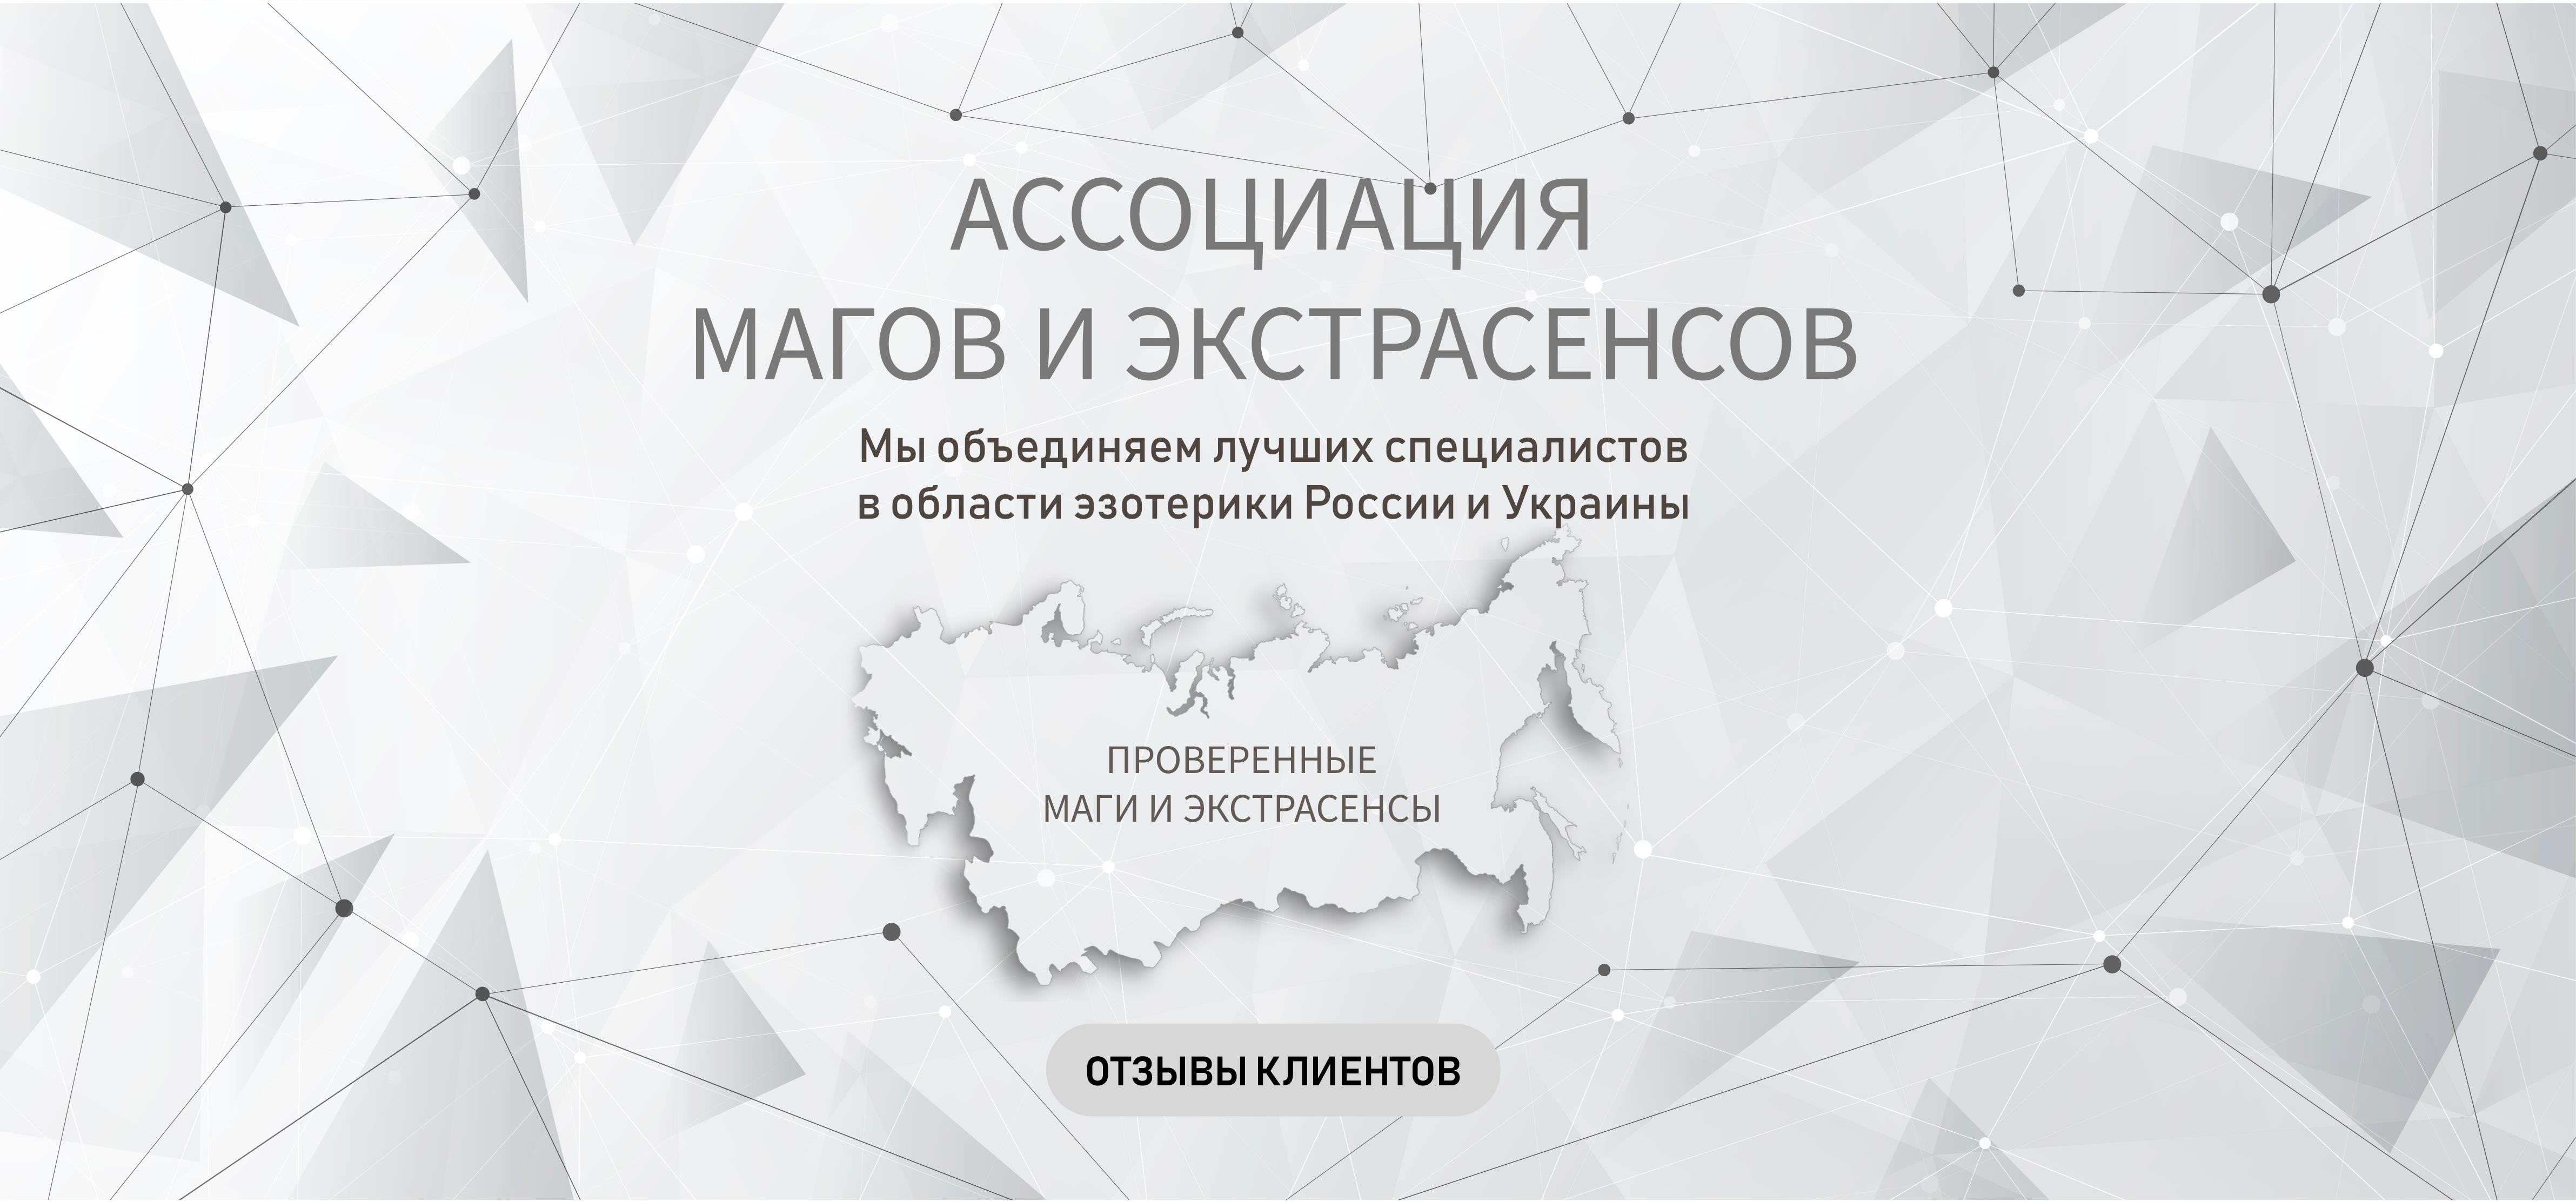 АССОЦИАЦИЯ
МАГОВ И ЭКСТРАСЕНСОВ
Мы объединяем лучших специалистов
в области эзотерики России и Украины
ПРОВЕРЕННЫЕ
МАГИ И ЭКСТРАСЕНСЫ
ОТЗЫВЫ КЛИЕНТОВ